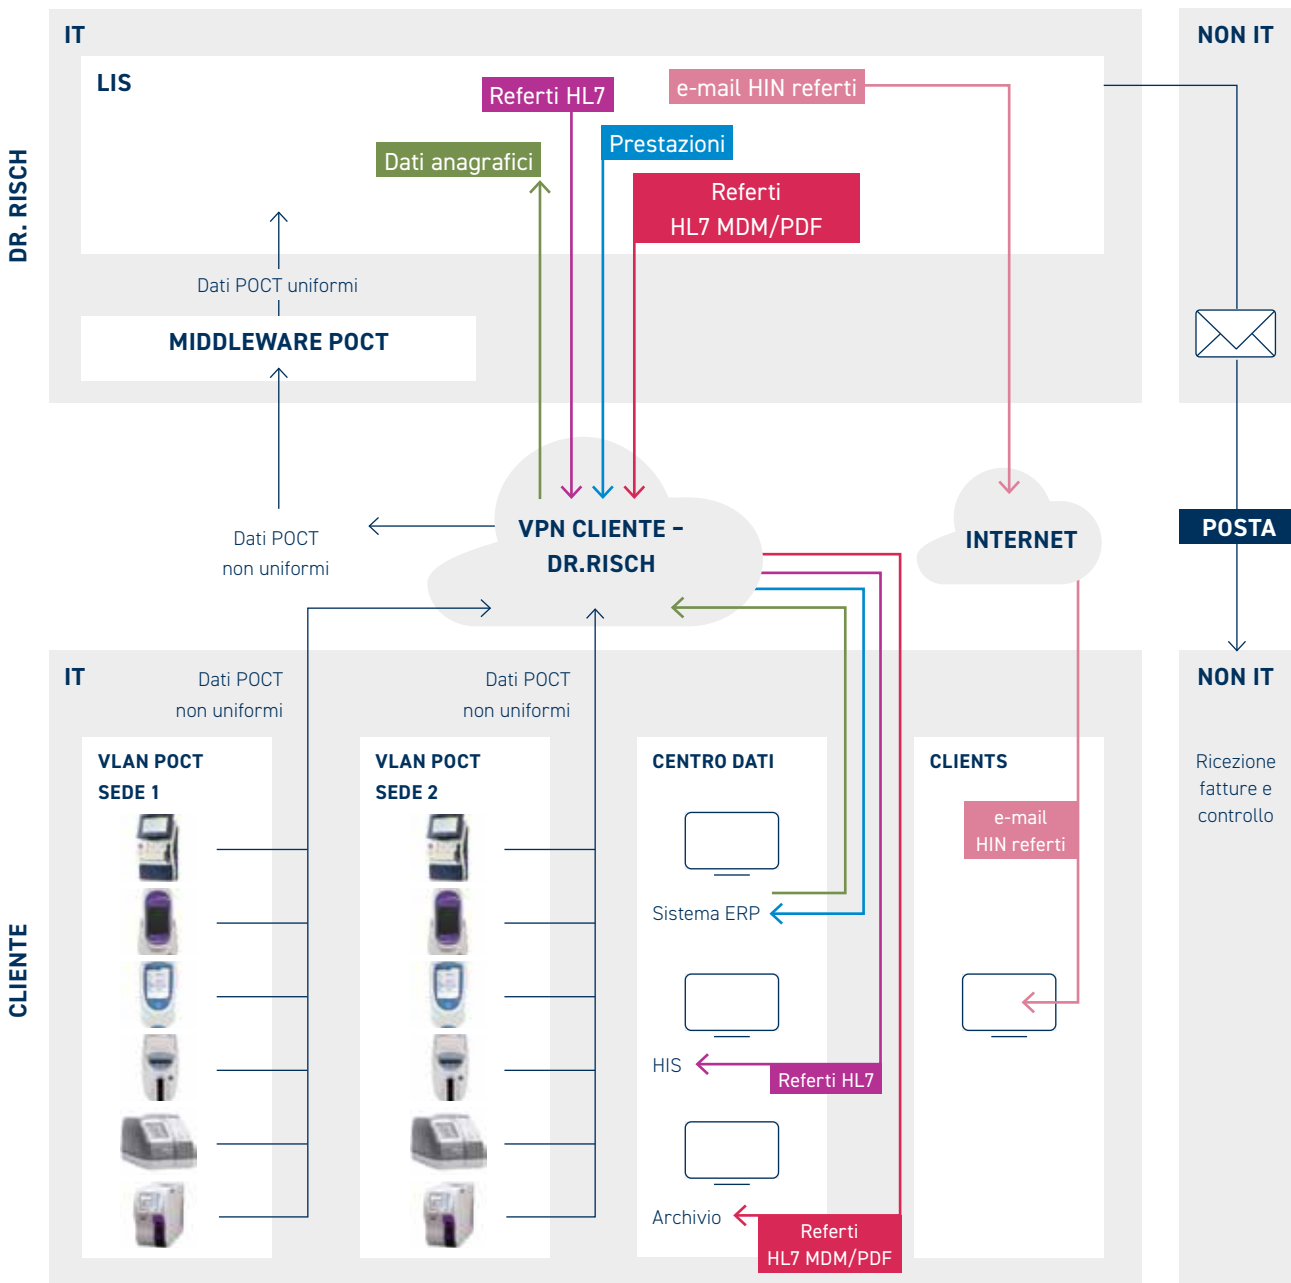 IT
NON IT
LIS
e-mail HIN referti
Referti HL7
Prestazioni
Dati anagrafici
Referti
HL7 MDM/PDF
DR. RISCH
Dati POCT uniformi
MIDDLEWARE POCT
VPN CLIENTE –
DR.RISCH
INTERNET
POSTA
Dati POCT
non uniformi
IT
NON IT
Dati POCT
non uniformi
Dati POCT
non uniformi
VLAN POCT
SEDE 1
VLAN POCT
SEDE 2
CENTRO DATI
CLIENTS
Ricezione
fatture e
controllo
e-mail
HIN referti
Sistema ERP
CLIENTE
HIS
Referti HL7
Archivio
Referti
HL7 MDM/PDF